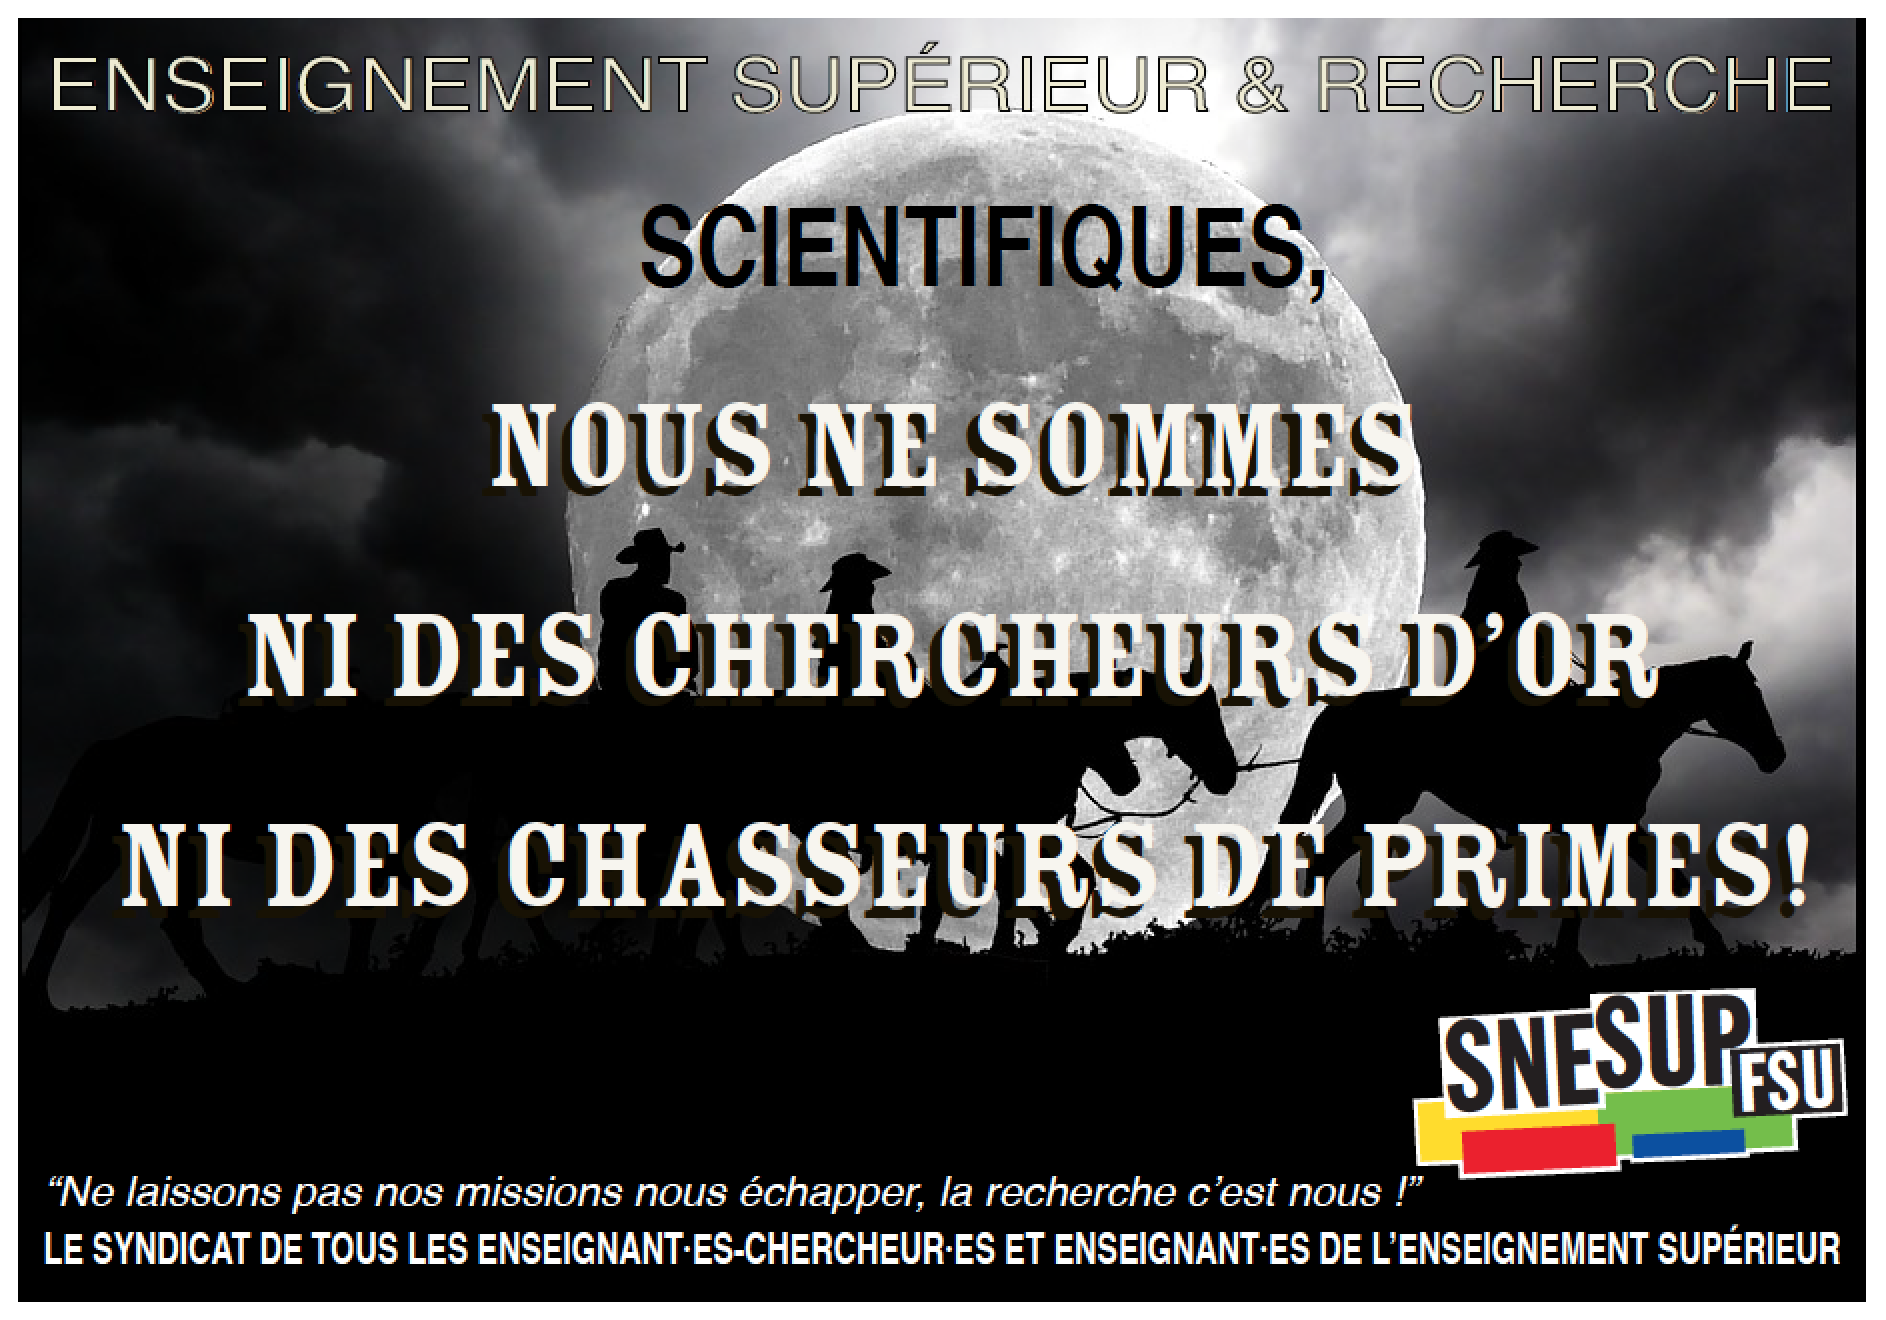 ENSEIGNEMENT SUPÉRIEUR & RECHERCHE
SCIENTIFIQUES,
NOUS NE SOMMES
NI DES CHERCHEURS D’OR
NI DES CHASSEURS DE PRIMES!
SNESUP
FSU
“Ne laissons pas nos missions nous échapper, la recherche c’est nous !”
LE SYNDICAT DE TOUS LES ENSEIGNANT·ES-CHERCHEUR·ES ET ENSEIGNANT·ES DE L’ENSEIGNEMENT SUPÉRIEUR